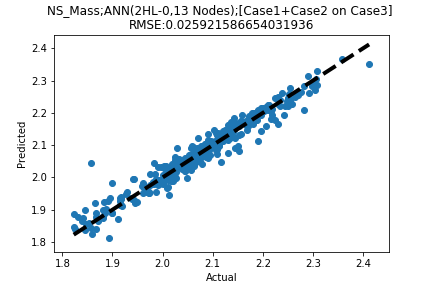 NS_Mass;ANN(2HL-0,13 Nodes);[Case1+Case2 on Case3]
RMSE:0.025921586654031936
2.4
2.3
2.2
2.1
2.0
1.9
1.8
Predicted
1.8 1.9 2.0 2.1 2.2 2.3 2.4
Actual